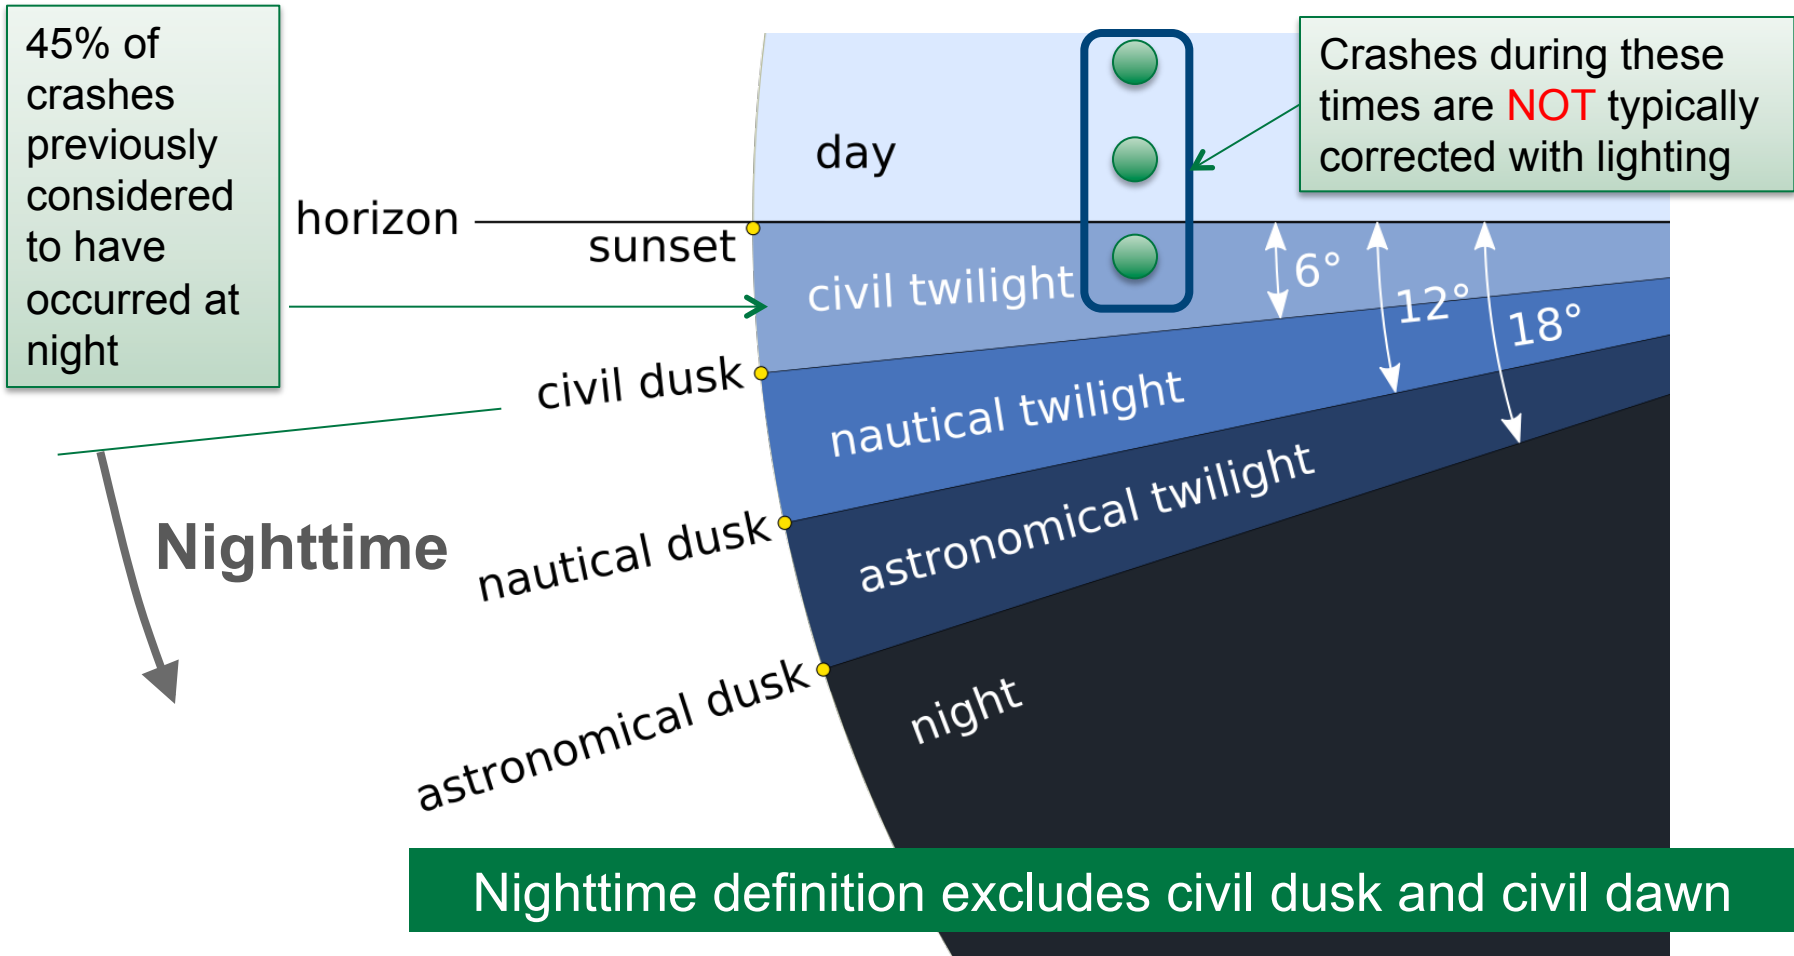 45% of
crashes
previously
considered
to have
occurred at
night
Crashes during these
times are NOT typically
corrected with lighting
day
horizon
sunset
civil twilight
6°
12°
18°
civil dusk
nautical twilight
Nighttime
nautical dusk
astronomical twilight
astronomical dusk
night
Nighttime definition excludes civil dusk and civil dawn